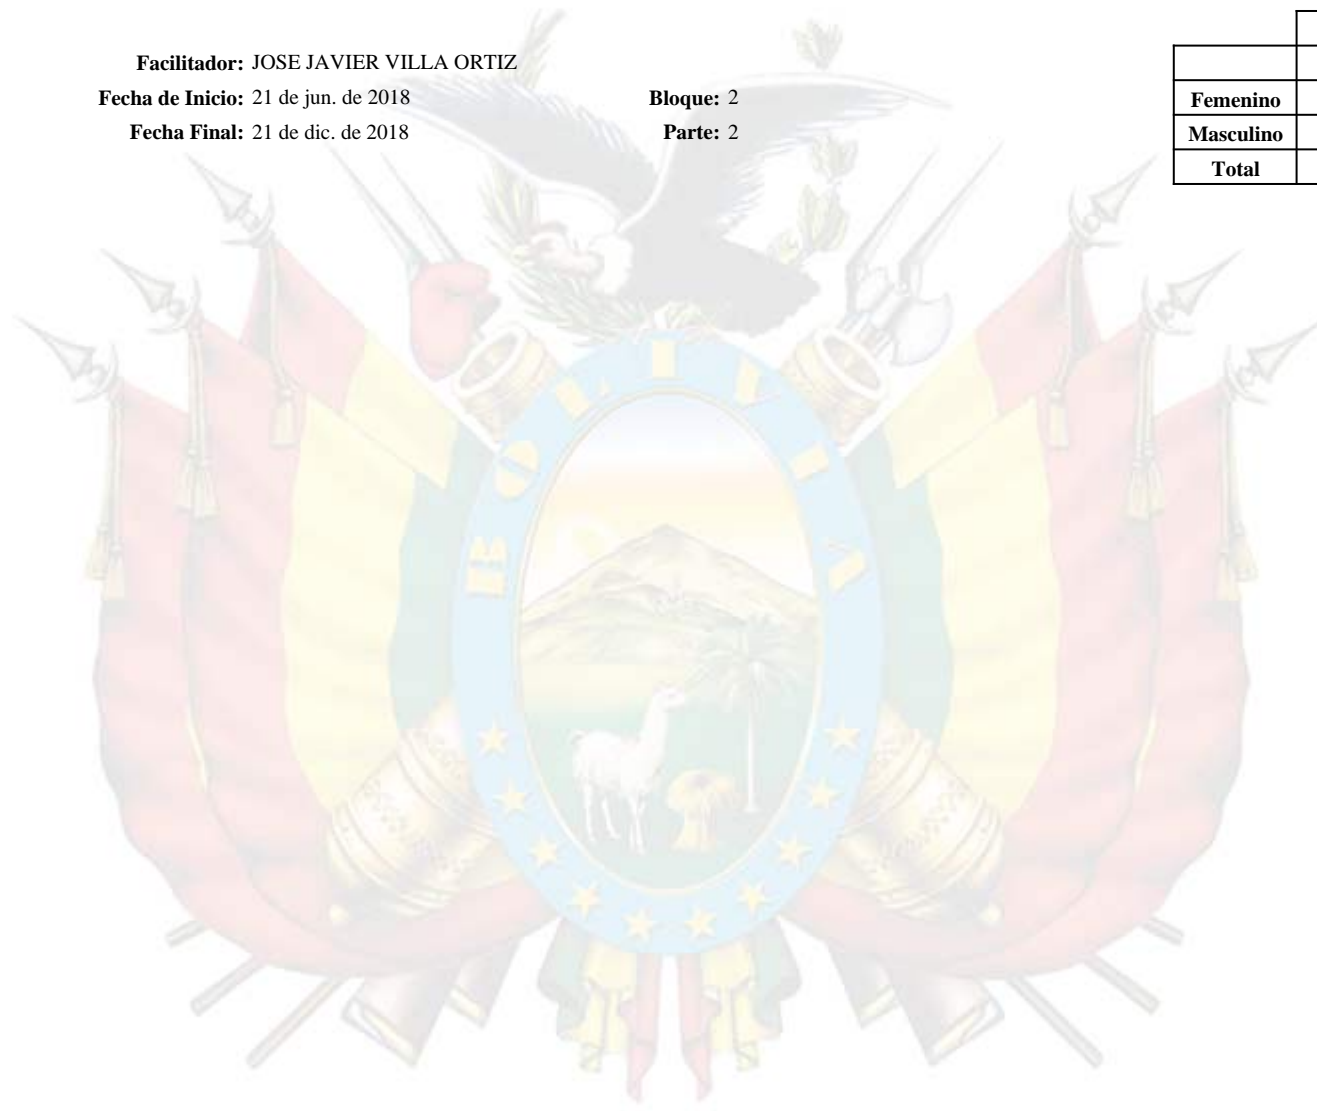 Facilitador: JOSE JAVIER VILLA ORTIZ
Fecha de Inicio: 21 de jun. de 2018 Bloque: 2
Fecha Final: 21 de dic. de 2018 Parte: 2
Femenino
Masculino
Total
BOLIVIA